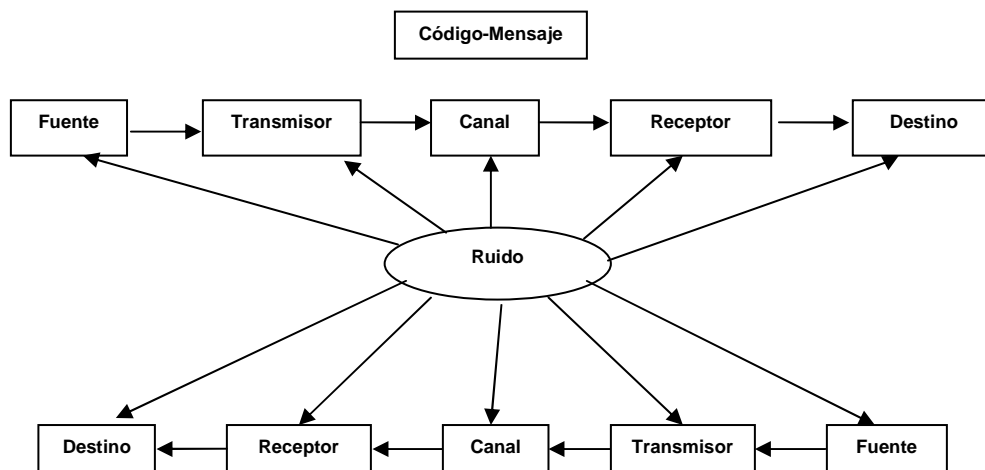 Código-Mensaje
Fuente
Transmisor
Canal
Receptor
Destino
Ruido
Destino
Receptor
Canal
Transmisor
Fuente